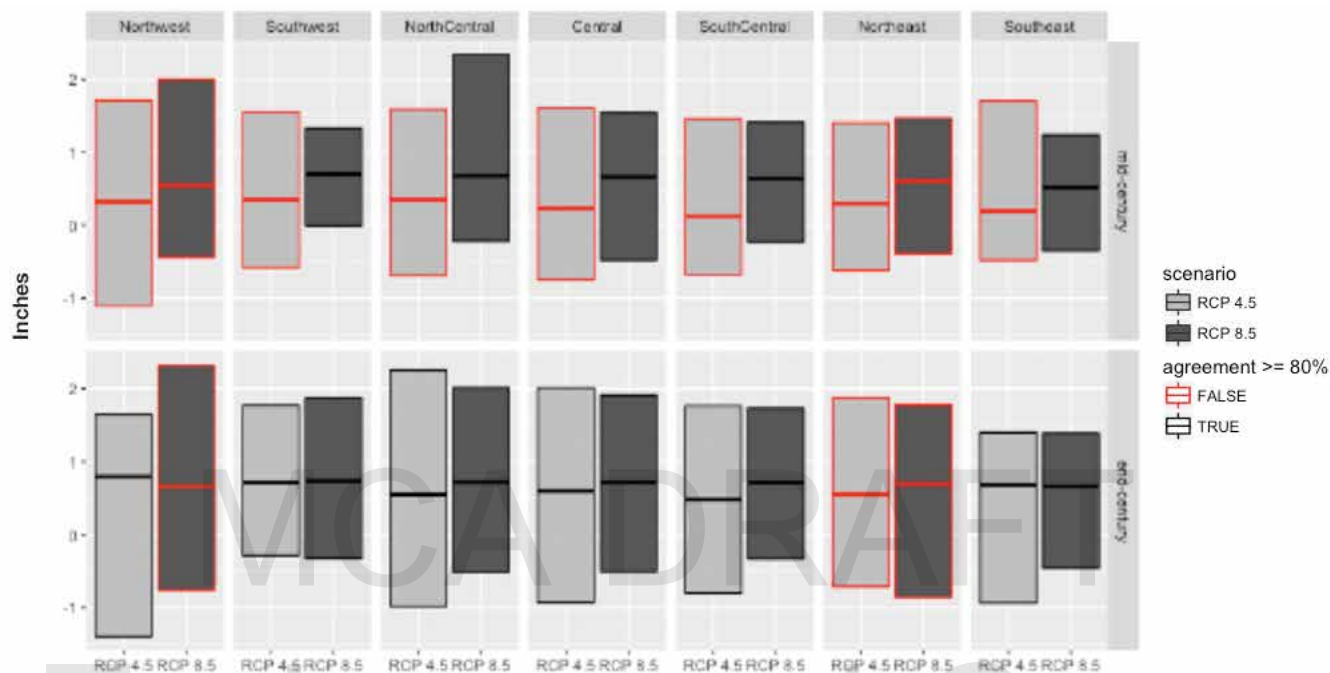 Northwest Southwest NorthCentral Central SouthCentral Northeast Southeast
2
1
0
-1
mid-century
Inches
2
1
0
-1
end-century
scenario
RCP 4.5
RCP 8.5
agreement >= 80%
FALSE
TRUE
MCA DRAFT
RCP 4.5 RCP 8.5 RCP 4.5 RCP 8.5 RCP 4.5 RCP 8.5 RCP 4.5 RCP 8.5 RCP 4.5 RCP 8.5 RCP 4.5 RCP 8.5 RCP 4.5 RCP 8.5